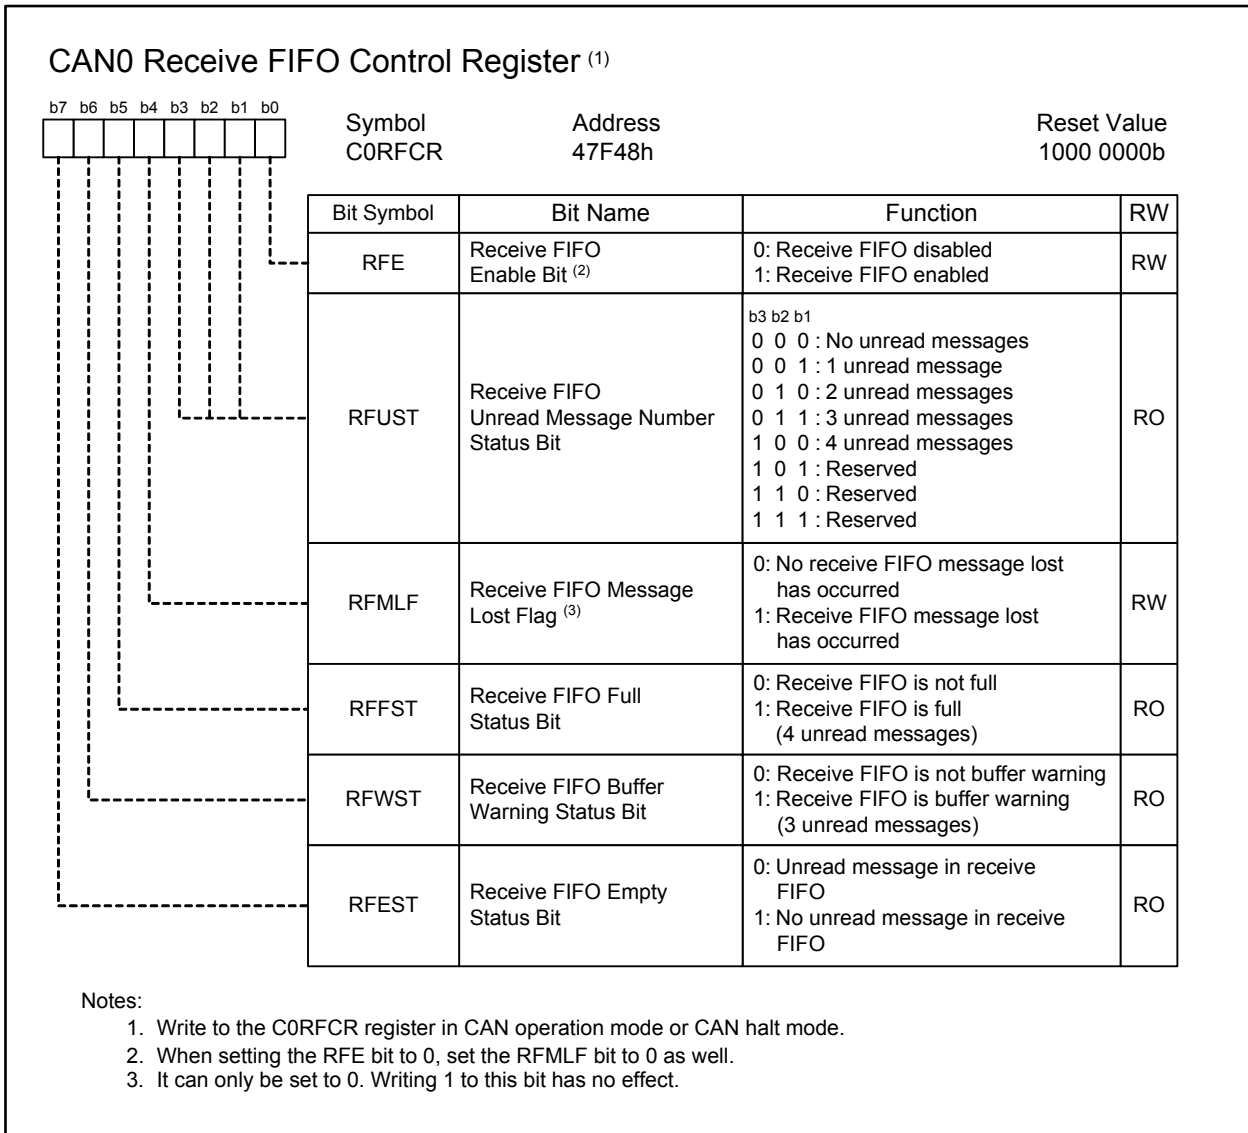 CAN0 Receive FIFO Control Register (1)
b7 b6 b5 b4 b3 b2 b1 b0
Symbol Address Reset Value
C0RFCR 47F48h 1000 0000b
Bit Symbol Bit Name Function RW
RFE
Receive FIFO
Enable Bit (2)
0: Receive FIFO disabled
1: Receive FIFO enabled
RW
RFUST
Receive FIFO
Unread Message Number
Status Bit
b3 b2 b1
0 0 0 : No unread messages
0 0 1 : 1 unread message
0 1 0 : 2 unread messages
0 1 1 : 3 unread messages
1 0 0 : 4 unread messages
1 0 1 : Reserved
1 1 0 : Reserved
1 1 1 : Reserved
RO
RFMLF
Receive FIFO Message
Lost Flag (3)
0: No receive FIFO message lost
has occurred
1: Receive FIFO message lost
has occurred
RW
RFFST
Receive FIFO Full
Status Bit
0: Receive FIFO is not full
1: Receive FIFO is full
(4 unread messages)
RO
RFWST
Receive FIFO Buffer
Warning Status Bit
0: Receive FIFO is not buffer warning
1: Receive FIFO is buffer warning
(3 unread messages)
RO
RFEST
Receive FIFO Empty
Status Bit
0: Unread message in receive
FIFO
1: No unread message in receive
FIFO
RO
Notes:
1. Write to the C0RFCR register in CAN operation mode or CAN halt mode.
2. When setting the RFE bit to 0, set the RFMLF bit to 0 as well.
3. It can only be set to 0. Writing 1 to this bit has no effect.